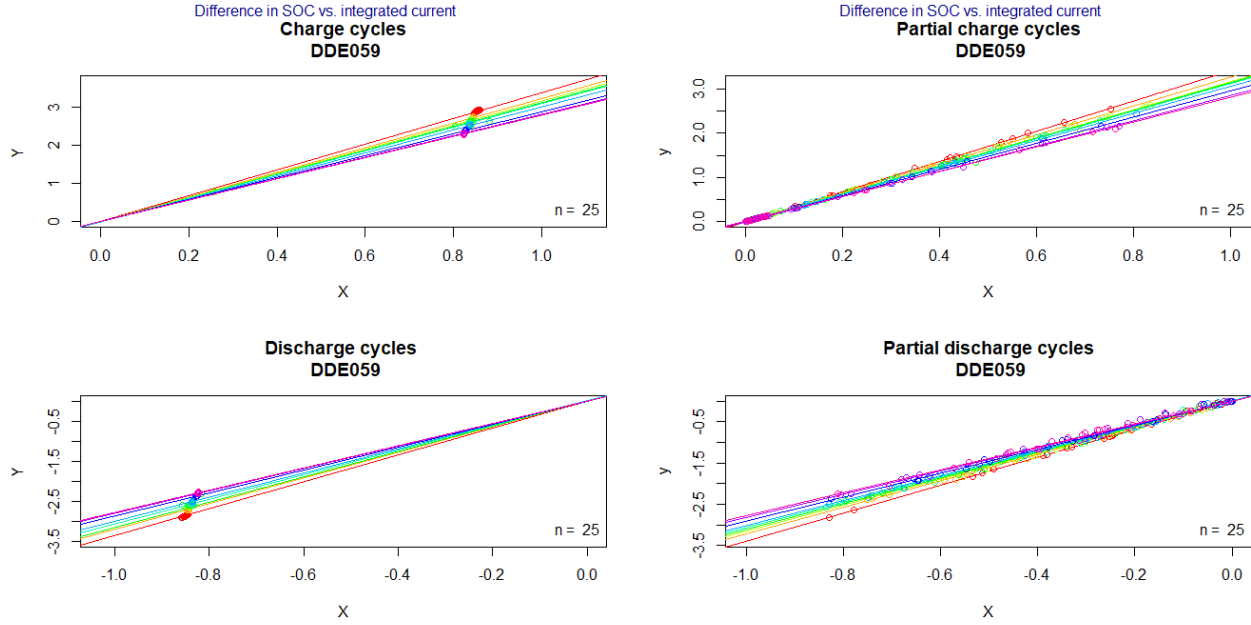 Difference in SOC vs. integrated current
Charge cycles
DDE059
Y
3
2
1
0
n = 25
0.0 0.2 0.4 0.6 0.8 1.0
X
Difference in SOC vs. integrated current
Partial charge cycles
DDE059
y
3.0
2.0
1.0
0.0
n = 25
0.0 0.2 0.4 0.6 0.8 1.0
X
Discharge cycles
DDE059
Y
-0.5
-1.5
-2.5
-3.5
n = 25
-1.0 -0.8 -0.6 -0.4 -0.2 0.0
X
Partial discharge cycles
DDE059
y
-0.5
-1.5
-2.5
-3.5
n = 25
-1.0 -0.8 -0.6 -0.4 -0.2 0.0
X